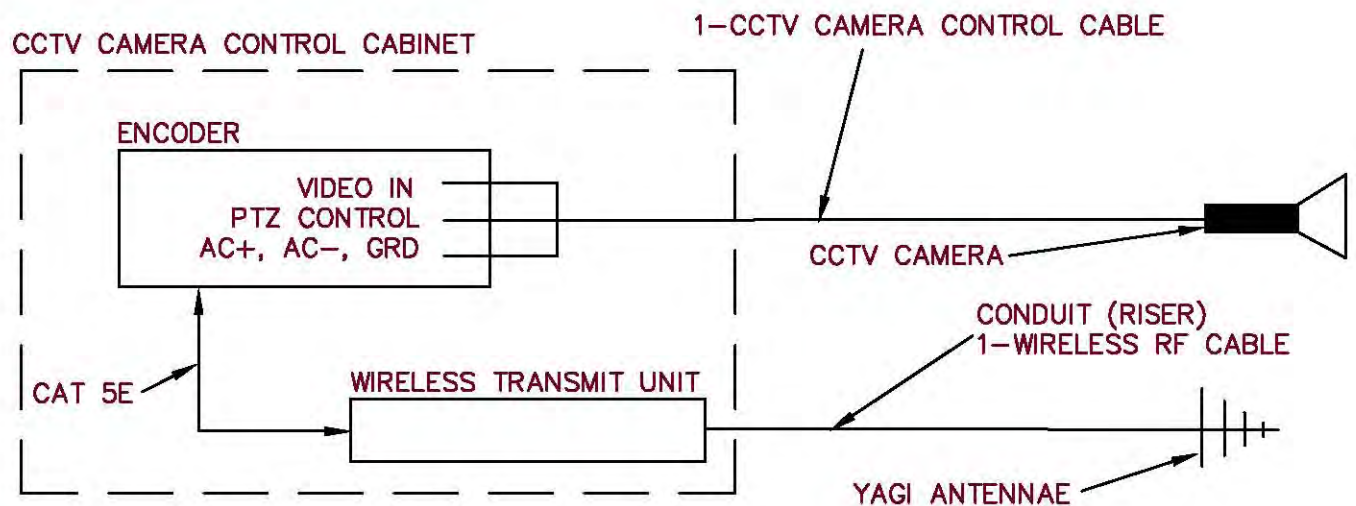 1-CCTV CAMERA CONTROL CABLE
CCTV CAMERA CONTROL CABINET
ENCODER
VIDEO IN
PTZ CONTROL
AC+, AC-, GRD
CCTV CAMERA
CONDUIT (RISER)
1-WIRELESS RF CABLE
CAT 5E
WIRELESS TRANSMIT UNIT
YAGI ANTENNAE